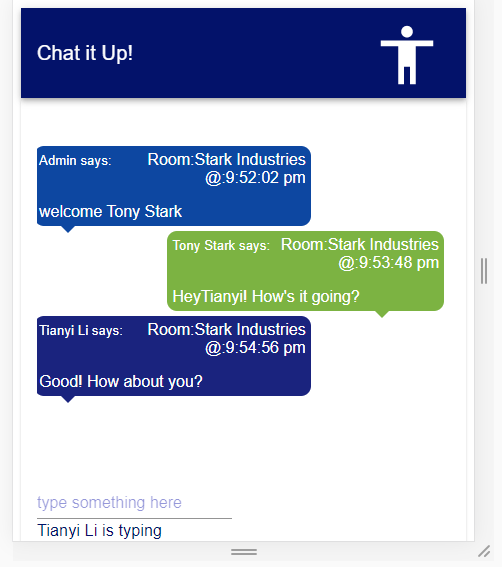 Chat it Up!
Admin says: Room:Stark Industries
@:9:52:02 pm
welcome Tony Stark
Tony Stark says: Room:Stark Industries
@:9:53:48 pm
HeyTianyi! How's it going?
Tianyi Li says: Room:Stark Industries
@:9:54:56 pm
Good! How about you?
type something here
Tianyi Li is typing